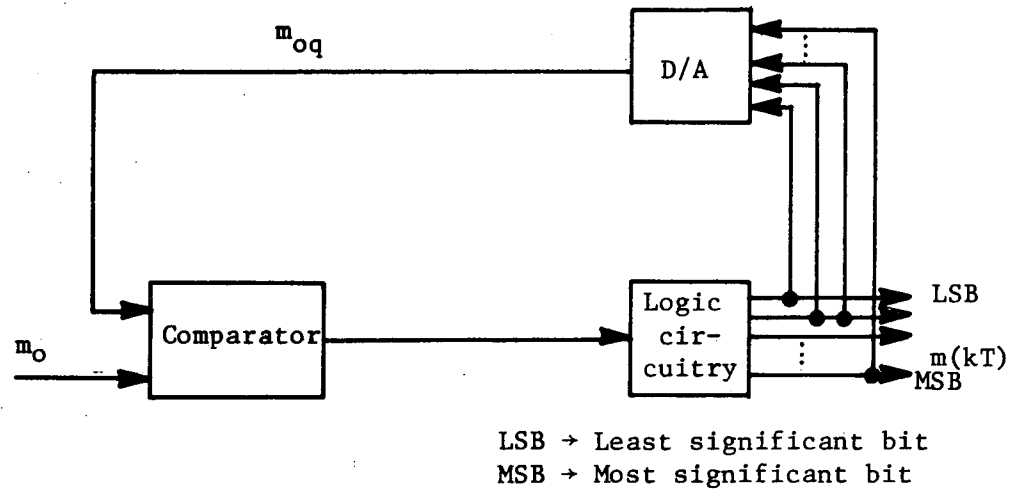 m_oq
D/A
m_o
Comparator
Logic
cir-
cuitry
LSB
m(kT)
MSB
LSB → Least significant bit
MSB → Most significant bit